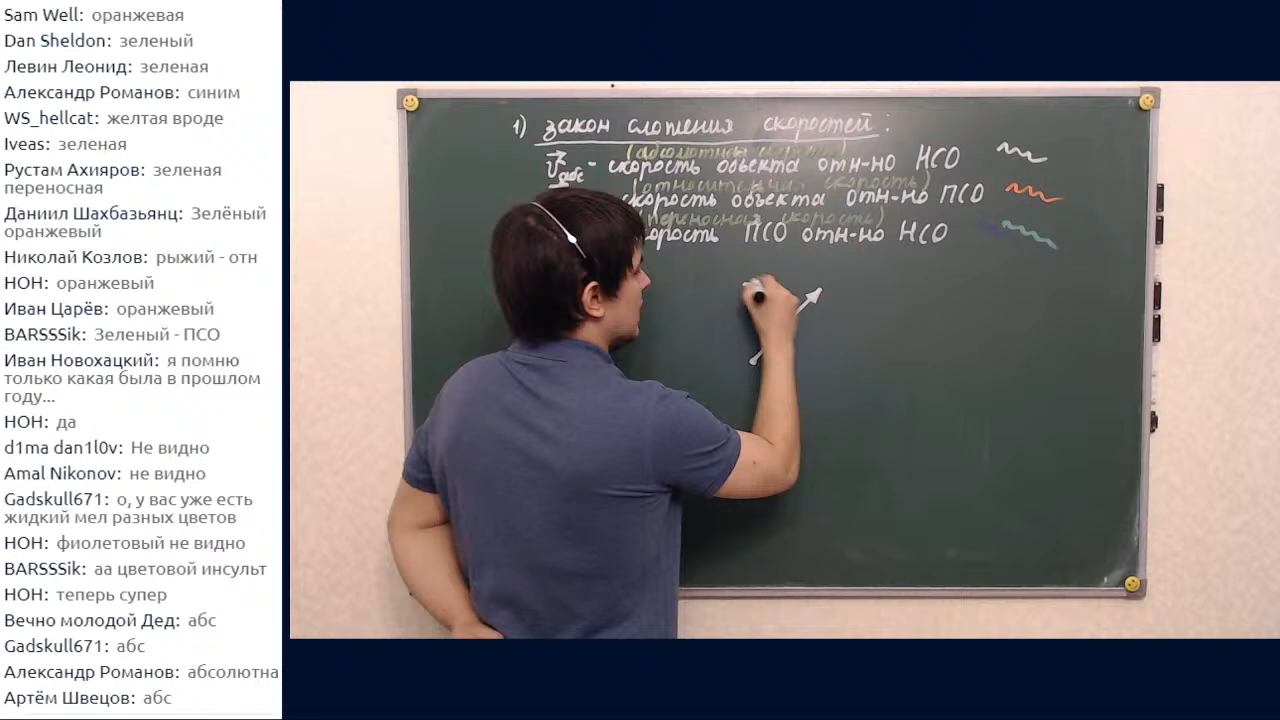 Sam Well: оранжевая
Dan Sheldon: зеленый
Левин Леонид: зеленая
Александр Романов: синим
WS_hellcat: желтая вроде
Iveas: зеленая
Рустам Ахияров: зеленая
переносная
Даниил Шахбазьянц: Зелёный
оранжевый
Николай Козлов: рыжий - отн
НОН: оранжевый
Иван Царёв: оранжевый
BARSSSik: Зеленый - ПСО
Иван Новохацкий: я помню
только какая была в прошлом
году...
НОН: да
d1ma dan1l0v: Не видно
Amal Nikonov: не видно
Gadskull671: о, у вас уже есть
жидкий мел разных цветов
НОН: фиолетовый не видно
BARSSSik: аа цветовой инсульт
НОН: теперь супер
Вечно молодой Дед: абс
Gadskull671: абс
Александр Романов: абсолютна
Артём Швецов: абс
1) закон сложения скоростей:
(абсолютная скорость)
v⃗абс - скорость объекта отн-но НСО
(относительная скорость)
скорость объекта отн-но ПСО
(переносная скорость)
орость ПСО отн-но НСО